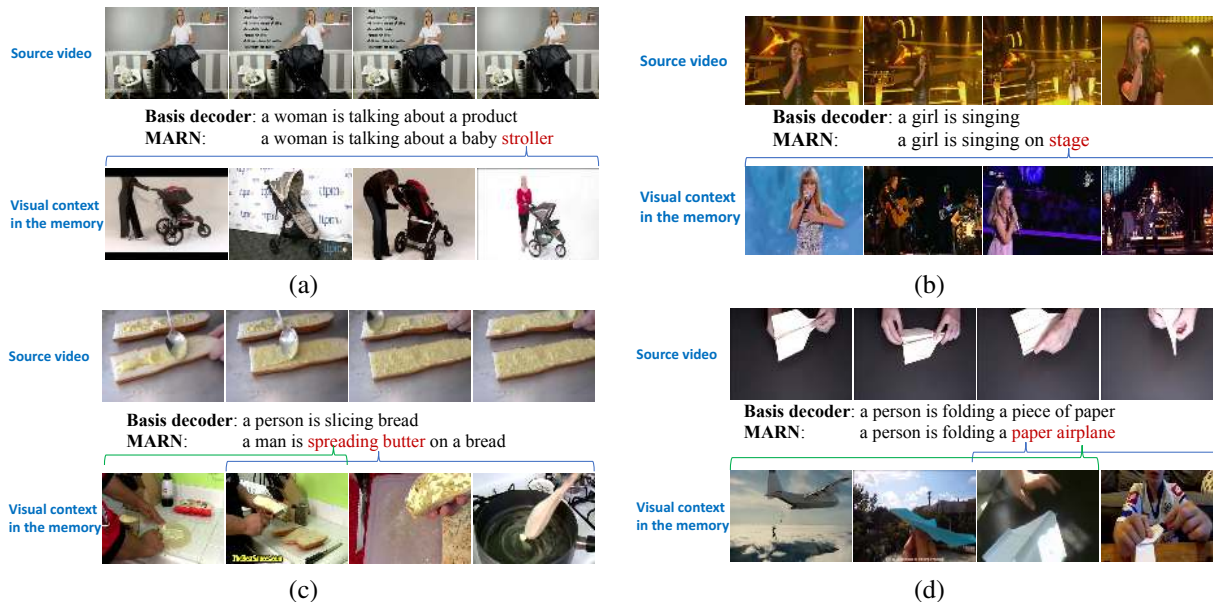 Source video
Basis decoder: a woman is talking about a product
MARN: a woman is talking about a baby stroller
Visual context
in the memory
(a)
Source video
Basis decoder: a girl is singing
MARN: a girl is singing on stage
Visual context
in the memory
(b)
Source video
Basis decoder: a person is slicing bread
MARN: a man is spreading butter on a bread
Visual context
in the memory
(c)
Source video
Basis decoder: a person is folding a piece of paper
MARN: a person is folding a paper airplane
Visual context
in the memory
(d)